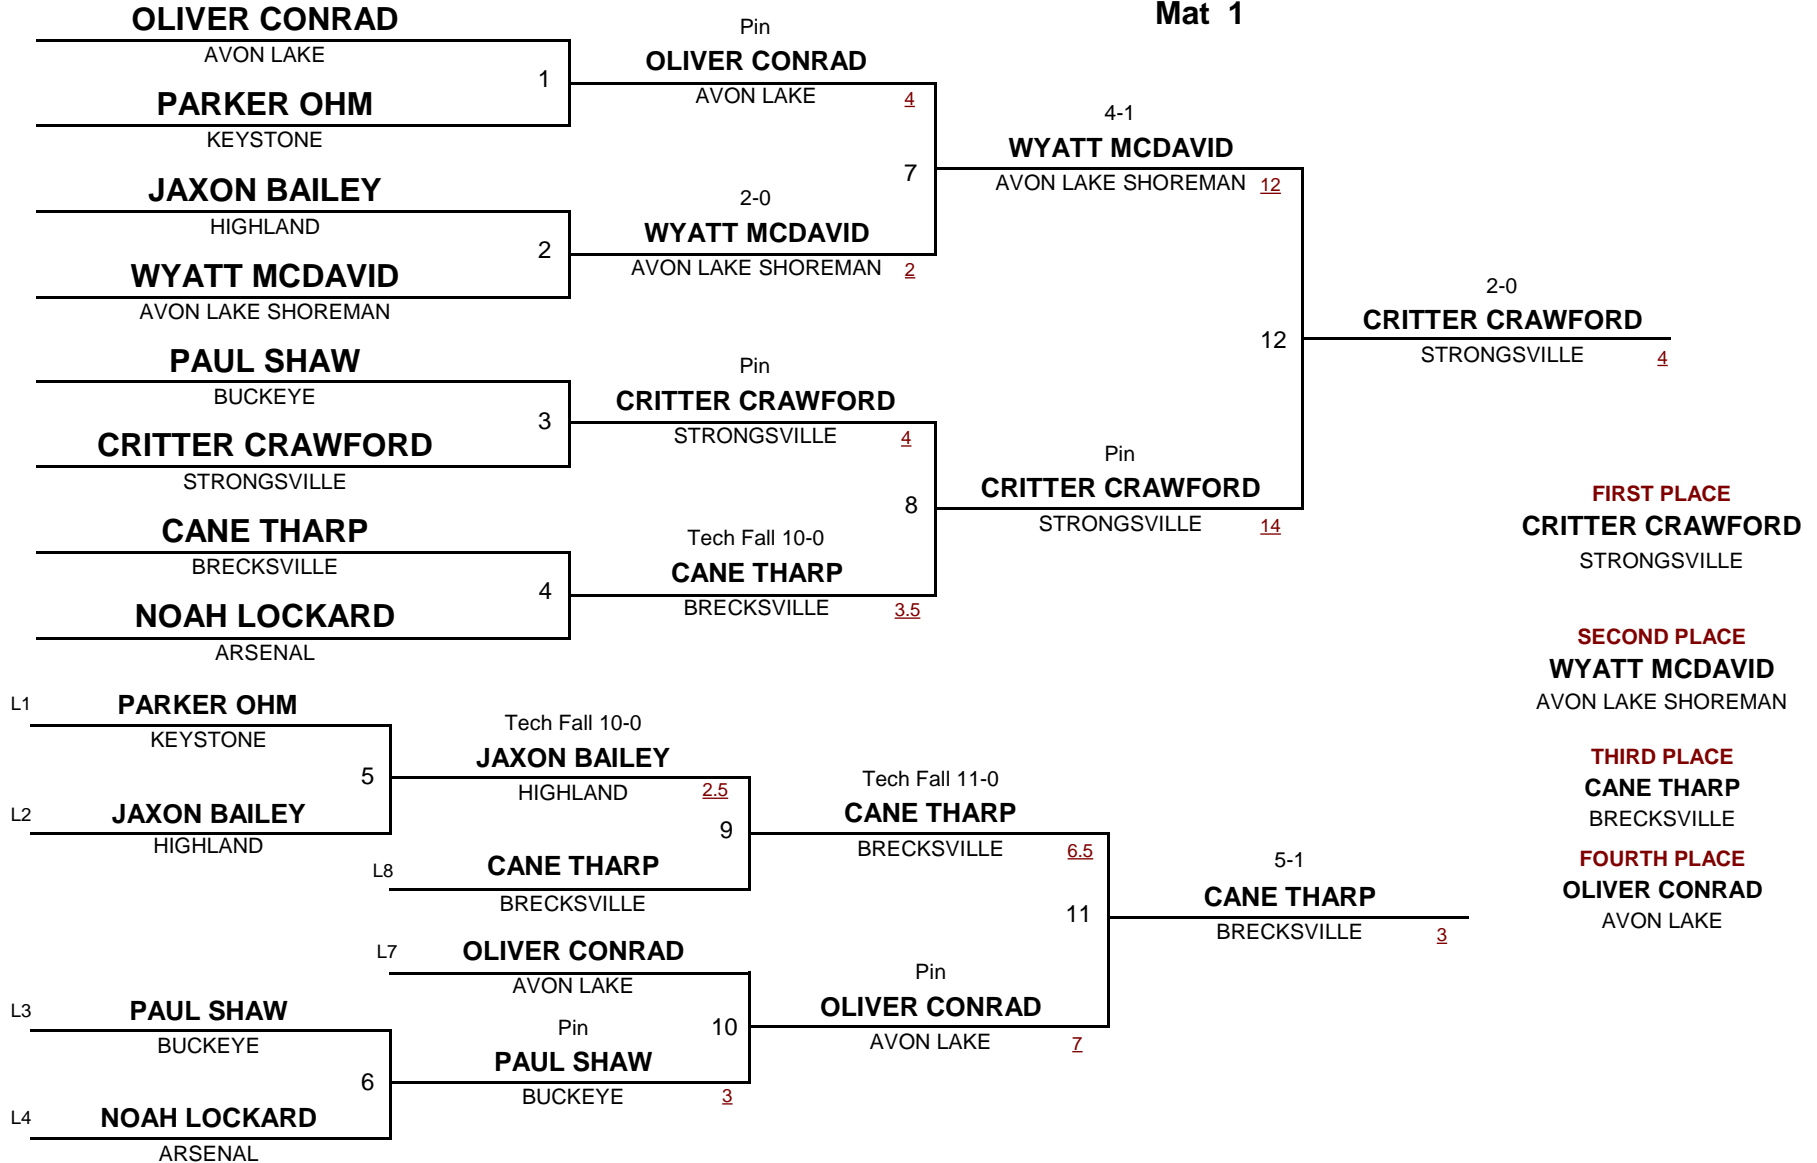 Mat 1
OLIVER CONRAD
AVON LAKE
1
PARKER OHM
KEYSTONE
JAXON BAILEY
HIGHLAND
2
WYATT MCDAVID
AVON LAKE SHOREMAN
PAUL SHAW
BUCKEYE
3
CRITTER CRAWFORD
STRONGSVILLE
CANE THARP
BRECKSVILLE
4
NOAH LOCKARD
ARSENAL
Pin
OLIVER CONRAD
AVON LAKE 4
7
2-0
WYATT MCDAVID
AVON LAKE SHOREMAN 2
Pin
CRITTER CRAWFORD
STRONGSVILLE 4
8
Tech Fall 10-0
CANE THARP
BRECKSVILLE 3.5
4-1
WYATT MCDAVID
AVON LAKE SHOREMAN 12
12
Pin
CRITTER CRAWFORD
STRONGSVILLE 14
2-0
CRITTER CRAWFORD
STRONGSVILLE 4
FIRST PLACE
CRITTER CRAWFORD
STRONGSVILLE
SECOND PLACE
WYATT MCDAVID
AVON LAKE SHOREMAN
THIRD PLACE
CANE THARP
BRECKSVILLE
FOURTH PLACE
OLIVER CONRAD
AVON LAKE
L1 PARKER OHM
KEYSTONE
5
L2 JAXON BAILEY
HIGHLAND
L3 PAUL SHAW
BUCKEYE
6
L4 NOAH LOCKARD
ARSENAL
Tech Fall 10-0
JAXON BAILEY
HIGHLAND 2.5
9
L8 CANE THARP
BRECKSVILLE
L7 OLIVER CONRAD
AVON LAKE
10
Pin
PAUL SHAW
BUCKEYE 3
Tech Fall 11-0
CANE THARP
BRECKSVILLE 6.5
11
Pin
OLIVER CONRAD
AVON LAKE 7
5-1
CANE THARP
BRECKSVILLE 3